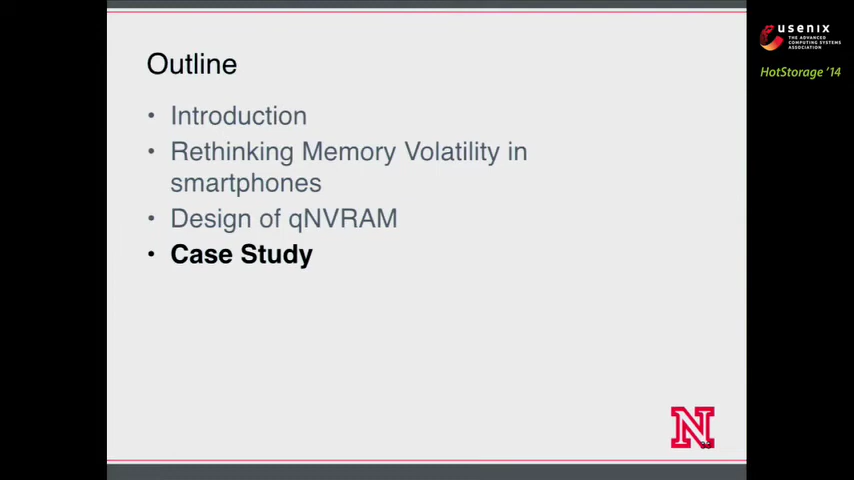 Outline
• Introduction
• Rethinking Memory Volatility in
smartphones
• Design of qNVRAM
• Case Study
usenix
THE ADVANCED
COMPUTING SYSTEMS
ASSOCIATION
HotStorage '14
N